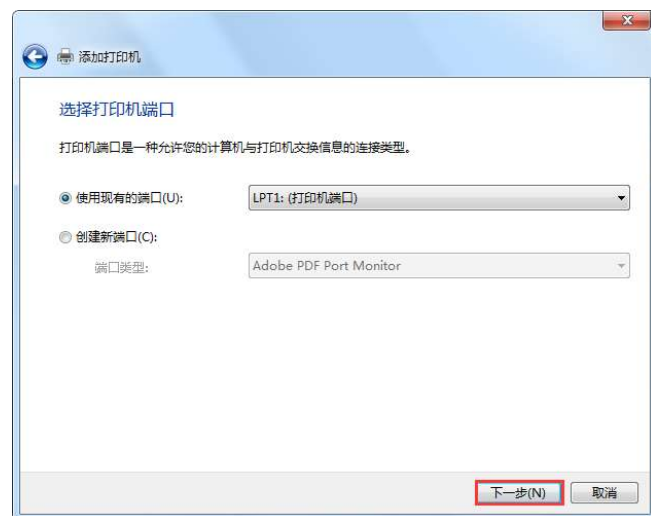 添加打印机
选择打印机端口
打印机端口是一种允许您的计算机与打印机交换信息的连接类型。
使用现有的端口(U): LPT1: (打印机端口)
创建新端口(C):
端口类型: Adobe PDF Port Monitor
下一步(N) 取消